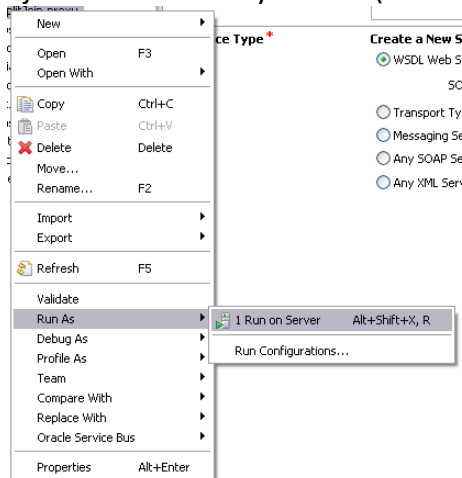 plitJoin.proxy
New
Open F3
Open With
Copy Ctrl+C
Paste Ctrl+V
Delete Delete
Move...
Rename... F2
Import
Export
Refresh F5
Validate
Run As
Debug As
Profile As
Team
Compare With
Replace With
Oracle Service Bus
Properties Alt+Enter
1 Run on Server Alt+Shift+X, R
Run Configurations...
ce Type *
Create a New S
WSDL Web S
SO
Transport Ty
Messaging Se
Any SOAP Se
Any XML Serv